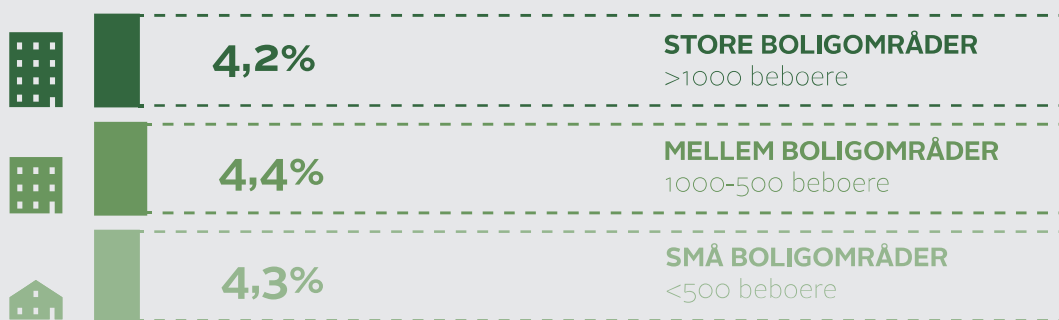 4,2%
STORE BOLIGOMRÅDER
>1000 beboere
4,4%
MELLEM BOLIGOMRÅDER
1000-500 beboere
4,3%
SMÅ BOLIGOMRÅDER
<500 beboere